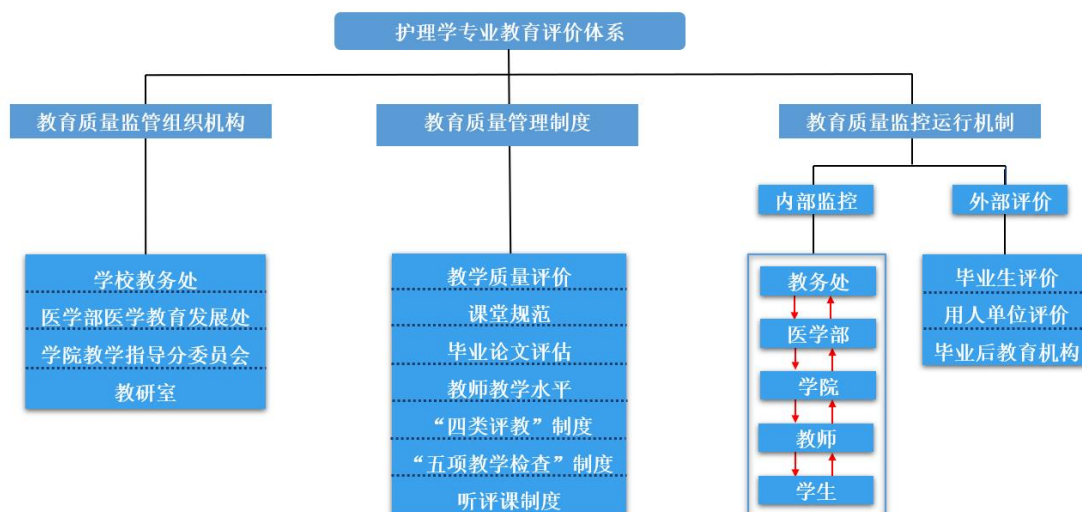 护理学专业教育评价体系
教育质量监管组织机构
教育质量管理制度
教育质量监控运行机制
内部监控
外部评价
学校教务处
医学部医学教育发展处
学院教学指导分委员会
教研室
教学质量评价
课堂规范
毕业论文评估
教师教学水平
“四类评教”制度
“五项教学检查”制度
听评课制度
教务处
医学部
学院
教师
学生
毕业生评价
用人单位评价
毕业后教育机构